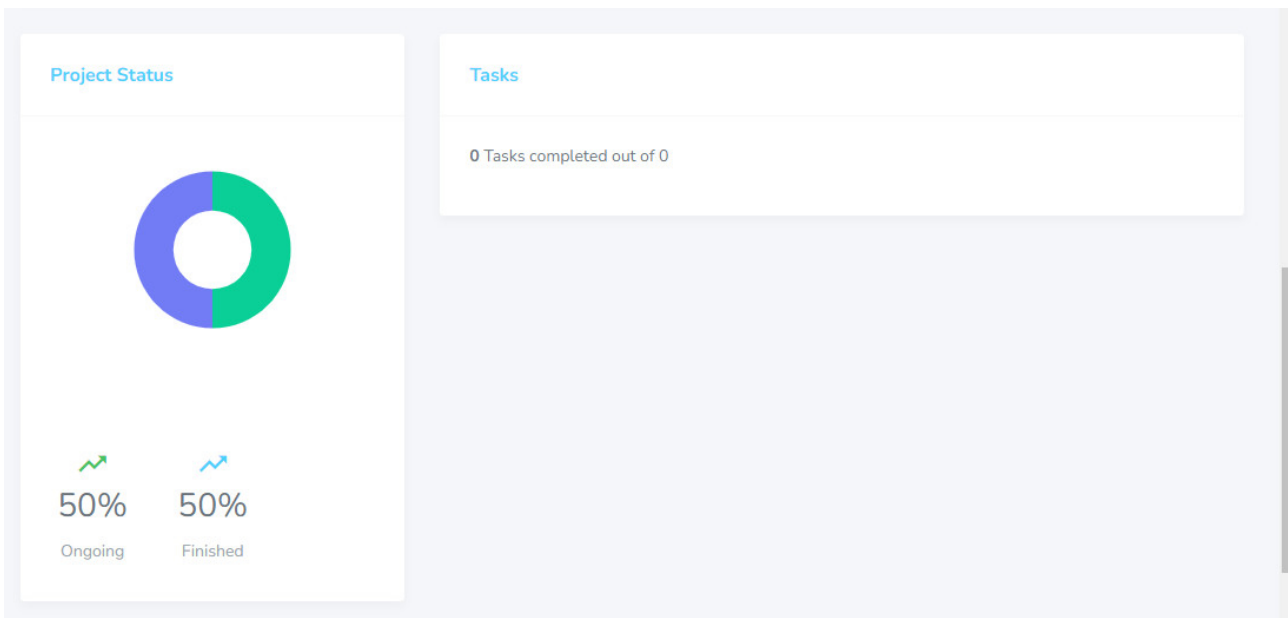 Project Status
50% 50%
Ongoing Finished
Tasks
0 Tasks completed out of 0